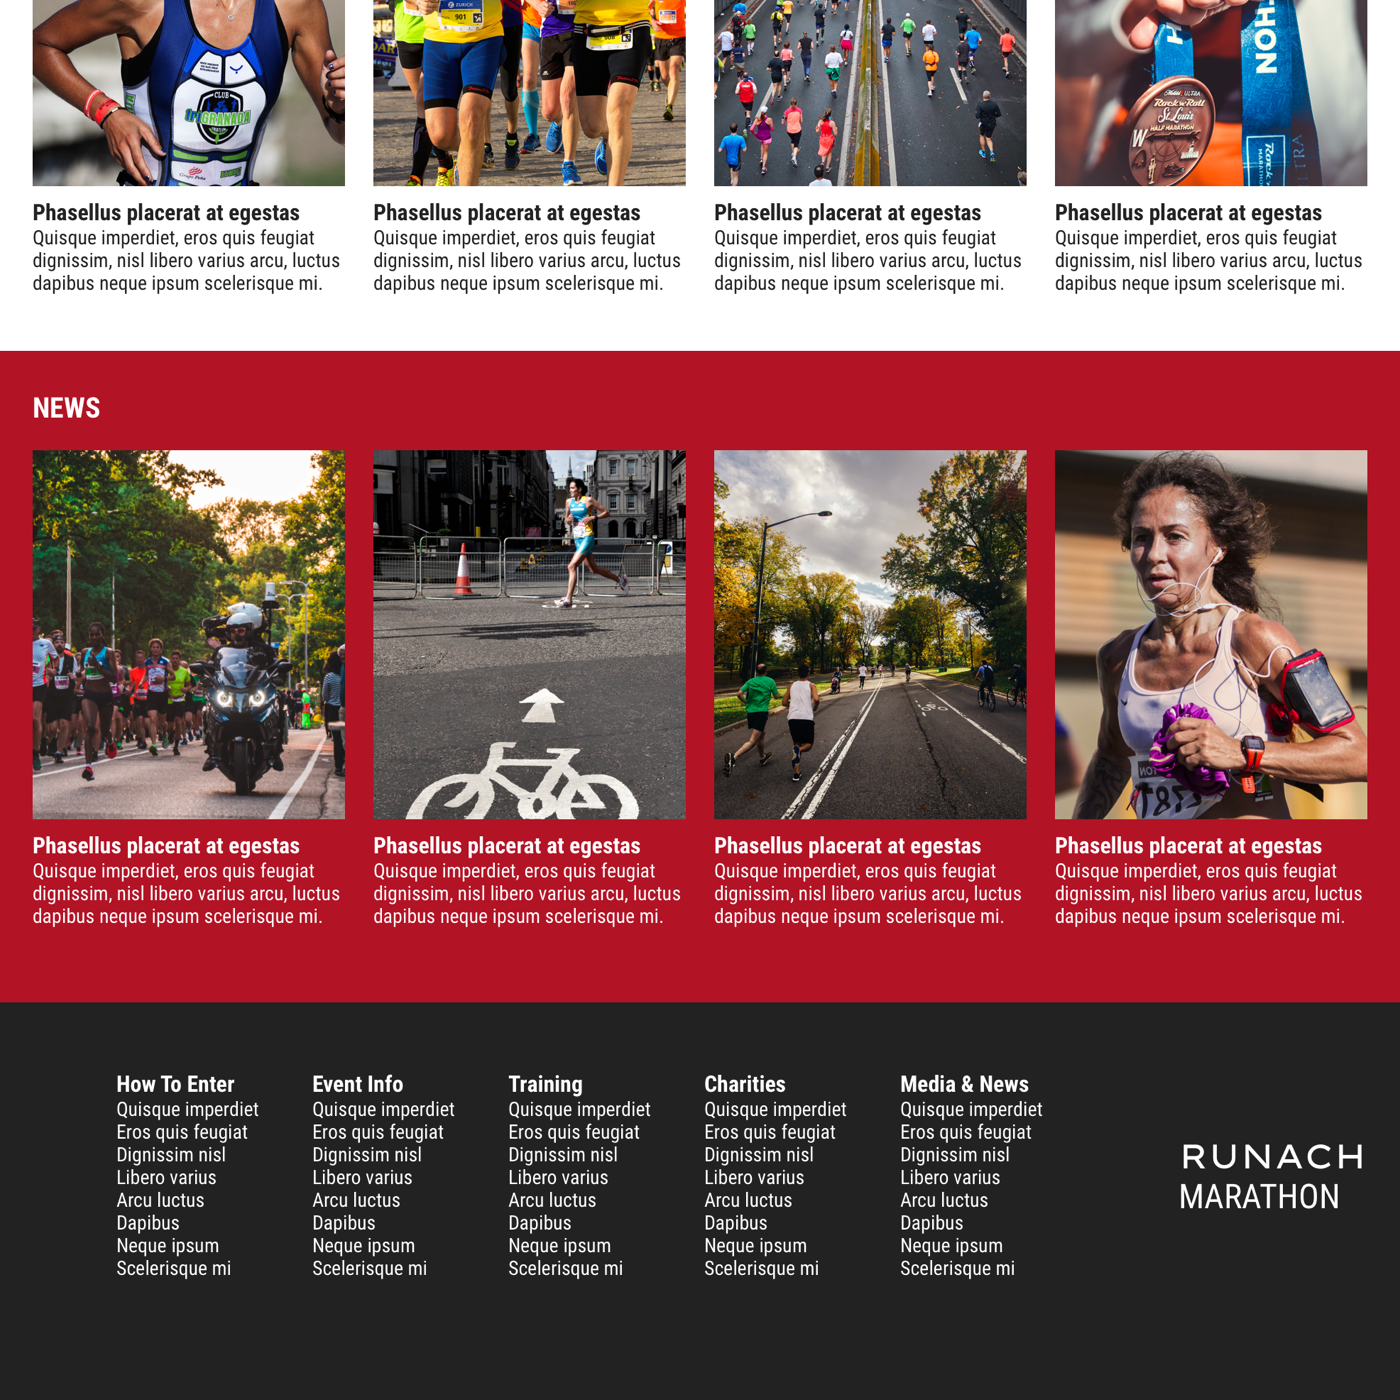 ZURICH
901
CLUB
TRIGRANADA
ULTRA
Rock'n'Roll
St. Louis
HALF MARATHON
Phasellus placerat at egestas
Quisque imperdiet, eros quis feugiat
dignissim, nisl libero varius arcu, luctus
dapibus neque ipsum scelerisque mi.
Phasellus placerat at egestas
Quisque imperdiet, eros quis feugiat
dignissim, nisl libero varius arcu, luctus
dapibus neque ipsum scelerisque mi.
Phasellus placerat at egestas
Quisque imperdiet, eros quis feugiat
dignissim, nisl libero varius arcu, luctus
dapibus neque ipsum scelerisque mi.
Phasellus placerat at egestas
Quisque imperdiet, eros quis feugiat
dignissim, nisl libero varius arcu, luctus
dapibus neque ipsum scelerisque mi.
NEWS
Phasellus placerat at egestas
Quisque imperdiet, eros quis feugiat
dignissim, nisl libero varius arcu, luctus
dapibus neque ipsum scelerisque mi.
Phasellus placerat at egestas
Quisque imperdiet, eros quis feugiat
dignissim, nisl libero varius arcu, luctus
dapibus neque ipsum scelerisque mi.
Phasellus placerat at egestas
Quisque imperdiet, eros quis feugiat
dignissim, nisl libero varius arcu, luctus
dapibus neque ipsum scelerisque mi.
Phasellus placerat at egestas
Quisque imperdiet, eros quis feugiat
dignissim, nisl libero varius arcu, luctus
dapibus neque ipsum scelerisque mi.
How To Enter
Quisque imperdiet
Eros quis feugiat
Dignissim nisl
Libero varius
Arcu luctus
Dapibus
Neque ipsum
Scelerisque mi
Event Info
Quisque imperdiet
Eros quis feugiat
Dignissim nisl
Libero varius
Arcu luctus
Dapibus
Neque ipsum
Scelerisque mi
Training
Quisque imperdiet
Eros quis feugiat
Dignissim nisl
Libero varius
Arcu luctus
Dapibus
Neque ipsum
Scelerisque mi
Charities
Quisque imperdiet
Eros quis feugiat
Dignissim nisl
Libero varius
Arcu luctus
Dapibus
Neque ipsum
Scelerisque mi
Media & News
Quisque imperdiet
Eros quis feugiat
Dignissim nisl
Libero varius
Arcu luctus
Dapibus
Neque ipsum
Scelerisque mi
RUNACH
MARATHON